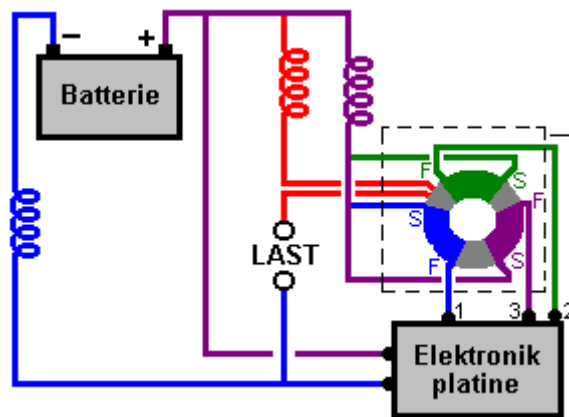 − +
Batterie
F
S
F
S
S
F
LAST
1 3 2
Elektronik
platine